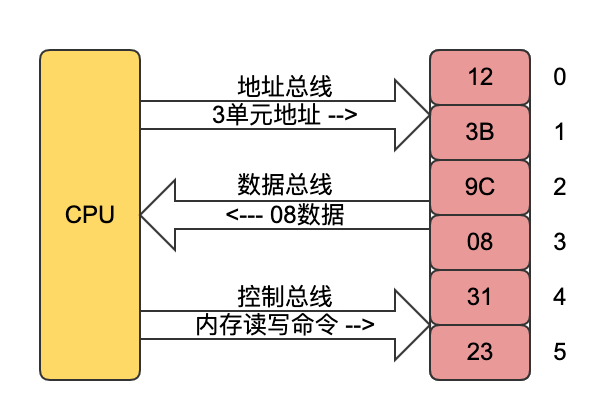 12 0
地址总线
3单元地址 -->
3B 1
数据总线
9C 2
CPU
<--- 08数据
08 3
控制总线
31 4
内存读写命令 -->
23 5